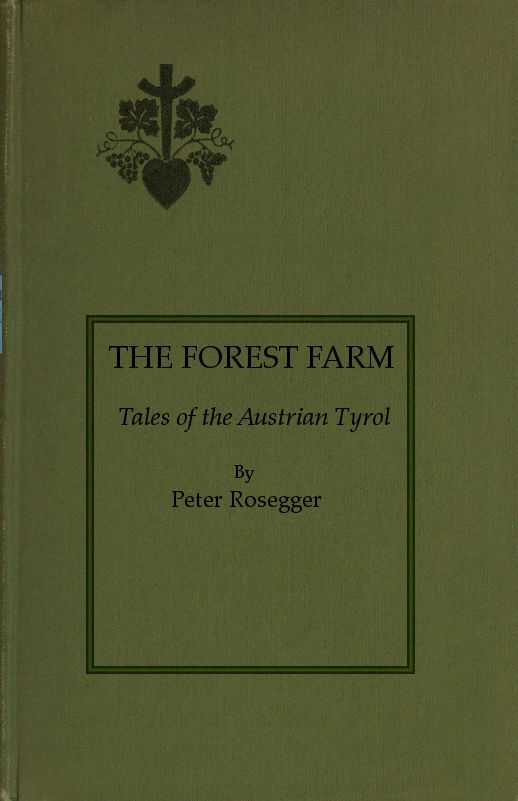 THE FOREST FARM
Tales of the Austrian Tyrol
By
Peter Rosegger